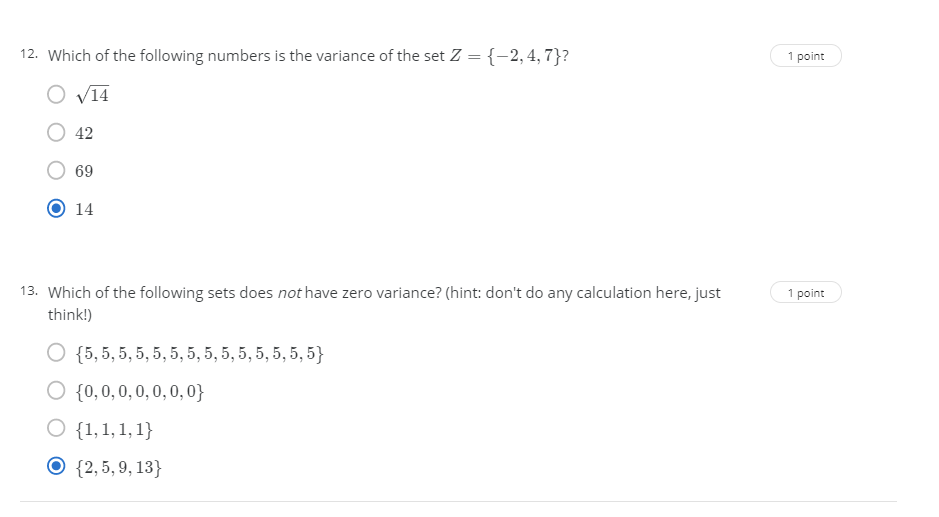 12. Which of the following numbers is the variance of the set Z = {−2, 4, 7}? 1 point
√14
42
69
14
13. Which of the following sets does not have zero variance? (hint: don't do any calculation here, just 1 point
think!)
{5, 5, 5, 5, 5, 5, 5, 5, 5, 5, 5, 5, 5, 5}
{0, 0, 0, 0, 0, 0, 0}
{1, 1, 1, 1}
{2, 5, 9, 13}